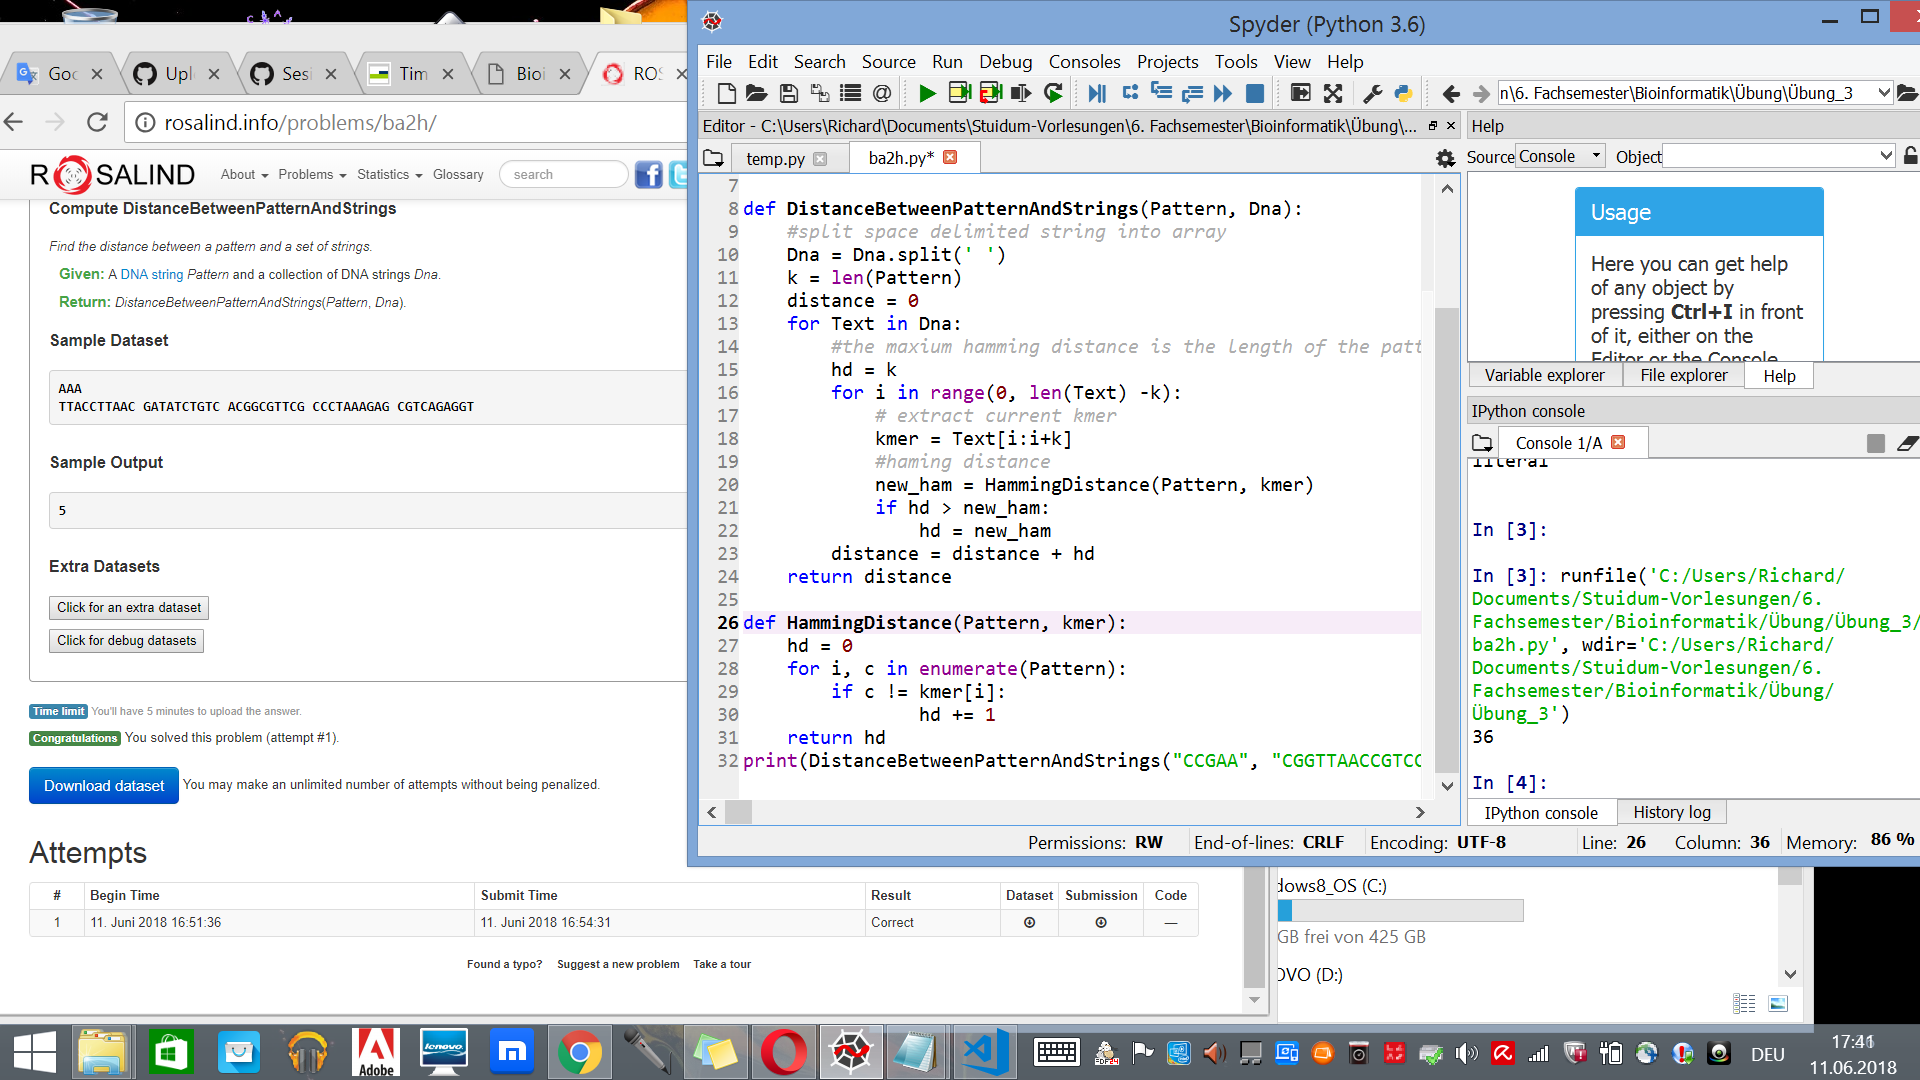 Goo
Upl
Sesi
Tim
Bioi
ROS
rosalind.info/problems/ba2h/
ROSALIND
About
Problems
Statistics
Glossary
search
Compute DistanceBetweenPatternAndStrings
Find the distance between a pattern and a set of strings.
Given: A DNA string Pattern and a collection of DNA strings Dna.
Return: DistanceBetweenPatternAndStrings(Pattern, Dna).
Sample Dataset
AAA
TTACCTTAAC GATATCTGTC ACGGCGTTCG CCCTAAAGAG CGTCAGAGGT
Sample Output
5
Extra Datasets
Click for an extra dataset
Click for debug datasets
Time limit You'll have 5 minutes to upload the answer.
Congratulations You solved this problem (attempt #1).
Download dataset You may make an unlimited number of attempts without being penalized.
Attempts
# Begin Time Submit Time Result Dataset Submission Code
1 11. Juni 2018 16:51:36 11. Juni 2018 16:54:31 Correct —
Found a typo? Suggest a new problem Take a tour
Spyder (Python 3.6)
File Edit Search Source Run Debug Consoles Projects Tools View Help
n\6. Fachsemester\Bioinformatik\Übung\Übung_3
Editor - C:\Users\Richard\Documents\Stuidum-Vorlesungen\6. Fachsemester\Bioinformatik\Übung\...
temp.py
ba2h.py*
7
8 def DistanceBetweenPatternAndStrings(Pattern, Dna):
9 #split space delimited string into array
10 Dna = Dna.split(' ')
11 k = len(Pattern)
12 distance = 0
13 for Text in Dna:
14 #the maxium hamming distance is the length of the patt
15 hd = k
16 for i in range(0, len(Text) -k):
17 # extract current kmer
18 kmer = Text[i:i+k]
19 #haming distance
20 new_ham = HammingDistance(Pattern, kmer)
21 if hd > new_ham:
22 hd = new_ham
23 distance = distance + hd
24 return distance
25
26 def HammingDistance(Pattern, kmer):
27 hd = 0
28 for i, c in enumerate(Pattern):
29 if c != kmer[i]:
30 hd += 1
31 return hd
32 print(DistanceBetweenPatternAndStrings("CCGAA", "CGGTTAACCGTCC
Help
Source Console Object
Usage
Here you can get help
of any object by
pressing Ctrl+I in front
of it, either on the
Editor or the Console
Variable explorer
File explorer
Help
IPython console
Console 1/A
literal
In [3]:
In [3]: runfile('C:/Users/Richard/
Documents/Stuidum-Vorlesungen/6.
Fachsemester/Bioinformatik/Übung/Übung_3/
ba2h.py', wdir='C:/Users/Richard/
Documents/Stuidum-Vorlesungen/6.
Fachsemester/Bioinformatik/Übung/
Übung_3')
36
In [4]:
IPython console
History log
Permissions: RW End-of-lines: CRLF Encoding: UTF-8 Line: 26 Column: 36 Memory: 86 %
dows8_OS (C:)
GB frei von 425 GB
OVO (D:)
Adobe
lenovo
m
DEU
17:41
11.06.2018